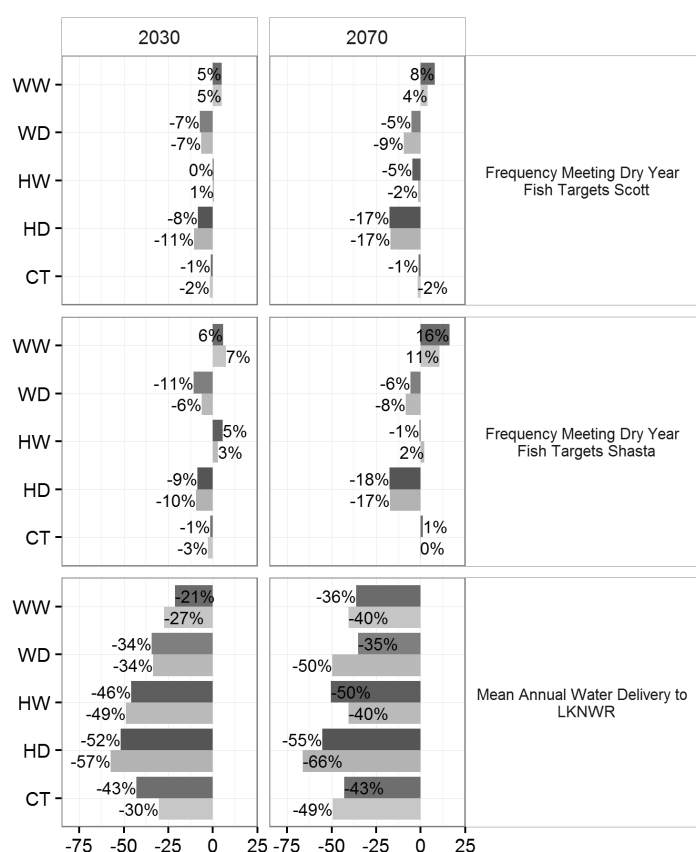 2030 2070
WW 5% 8%
5% 4%
WD -7% -5%
-7% -9%
HW 0% -5%
1% -2%
HD -8% -17%
-11% -17%
CT -1% -1%
-2% -2%
Frequency Meeting Dry Year
Fish Targets Scott
WW 6% 16%
7% 11%
WD -11% -6%
-6% -8%
HW 5% -1%
3% 2%
HD -9% -18%
-10% -17%
CT -1% 1%
-3% 0%
Frequency Meeting Dry Year
Fish Targets Shasta
WW -21% -36%
-27% -40%
WD -34% -35%
-34% -50%
HW -46% -50%
-49% -40%
HD -52% -55%
-57% -66%
CT -43% -43%
-30% -49%
Mean Annual Water Delivery to
LKNWR
-75 -50 -25 0 25 -75 -50 -25 0 25